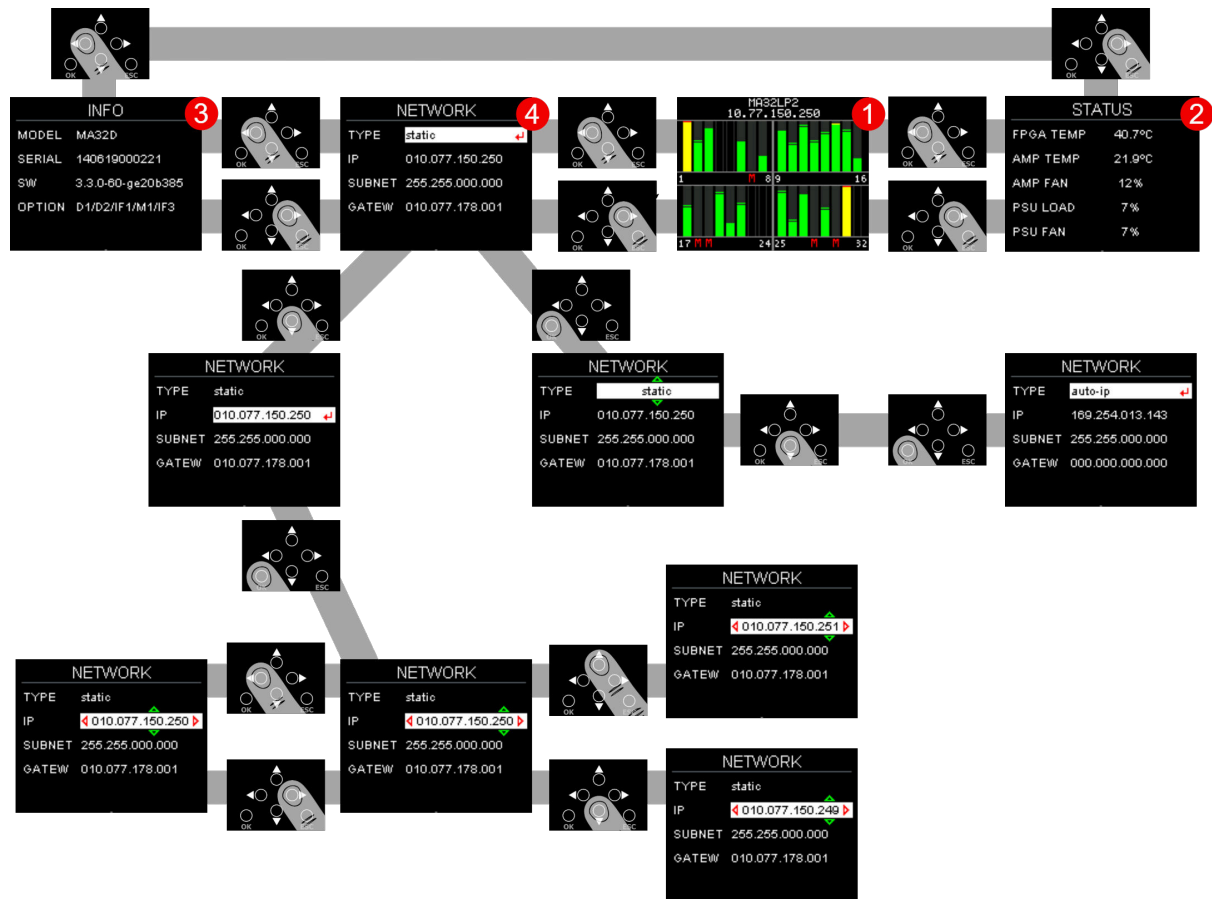 OK
ESC
OK
ESC
INFO
3
MODEL MA32D
SERIAL 140619000221
SW 3.3.0-60-ge20b385
OPTION D1/D2/IF1/M1/IF3
OK
ESC
OK
ESC
NETWORK
4
TYPE static
IP 010.077.150.250
SUBNET 255.255.000.000
GATEW 010.077.178.001
OK
ESC
OK
ESC
MA32LP2
10.77.150.250
1
1 M 8 9 16
17 M M 24 25 M M 32
OK
ESC
OK
ESC
STATUS
2
FPGA TEMP 40.7ºC
AMP TEMP 21.9ºC
AMP FAN 12%
PSU LOAD 7%
PSU FAN 7%
OK
ESC
ESC
NETWORK
TYPE static
IP 010.077.150.250
SUBNET 255.255.000.000
GATEW 010.077.178.001
NETWORK
TYPE static
IP 010.077.150.250
SUBNET 255.255.000.000
GATEW 010.077.178.001
OK
ESC
ESC
NETWORK
TYPE auto-ip
IP 169.254.013.143
SUBNET 255.255.000.000
GATEW 000.000.000.000
ESC
NETWORK
TYPE static
IP 010.077.150.250
SUBNET 255.255.000.000
GATEW 010.077.178.001
OK
ESC
OK
ESC
NETWORK
TYPE static
IP 010.077.150.250
SUBNET 255.255.000.000
GATEW 010.077.178.001
OK
ESC
OK
ESC
NETWORK
TYPE static
IP 010.077.150.251
SUBNET 255.255.000.000
GATEW 010.077.178.001
NETWORK
TYPE static
IP 010.077.150.249
SUBNET 255.255.000.000
GATEW 010.077.178.001